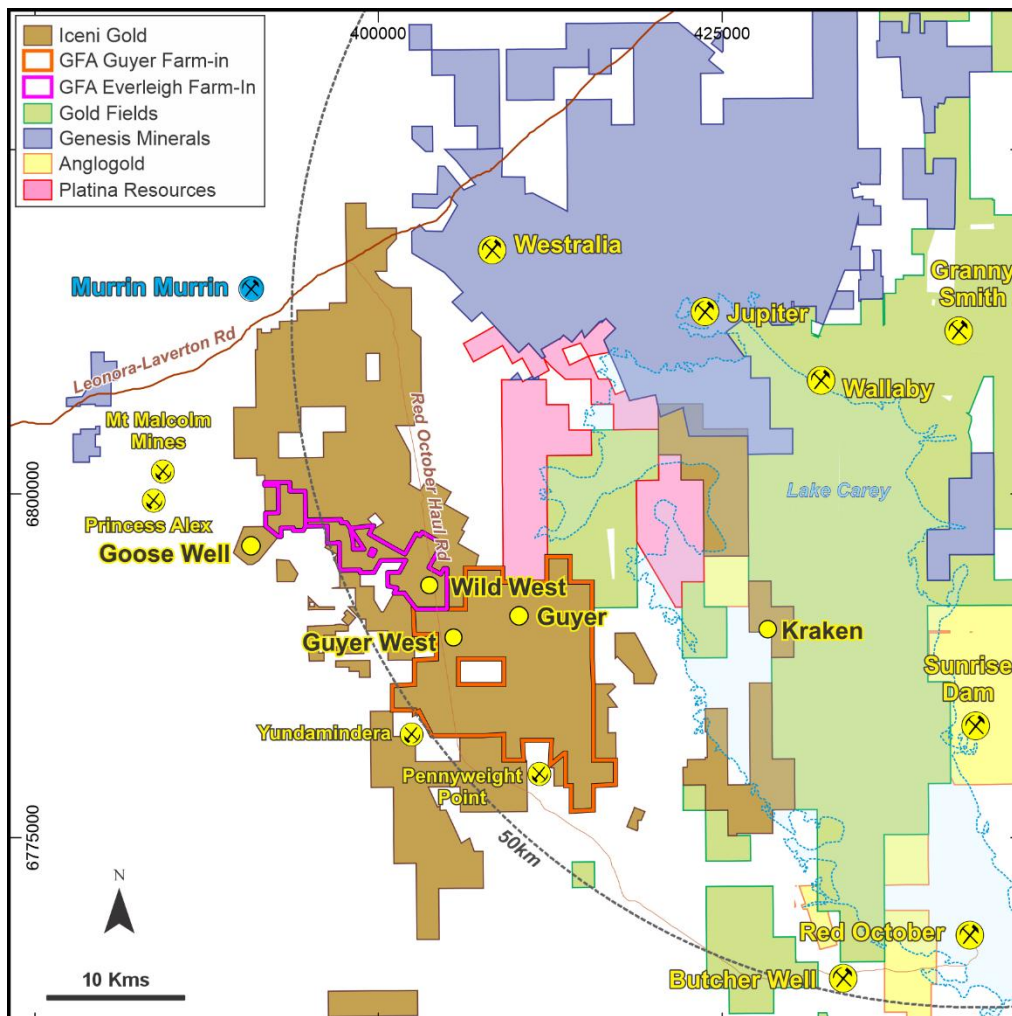 Iceni Gold
GFA Guyer Farm-in
GFA Everleigh Farm-In
Gold Fields
Genesis Minerals
Anglogold
Platina Resources
400000
425000
Westralia
Granny
Smith
Murrin Murrin
Jupiter
Leonora-Laverton Rd
Wallaby
Red October Haul Rd
Mt Malcolm
Mines
6800000
Lake Carey
Princess Alex
Goose Well
Wild West
Guyer
Guyer West
Kraken
Sunrise
Dam
Yundamindera
Pennyweight
Point
6775000
50km
N
Red October
10 Kms
Butcher Well